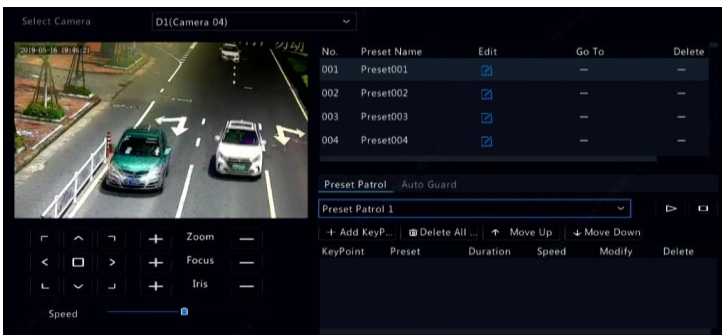 Select Camera
D1(Camera 04)
2019-05-16 19:46:21
No. Preset Name Edit Go To Delete
001 Preset001
002 Preset002
003 Preset003
004 Preset004
Preset Patrol Auto Guard
Preset Patrol 1
Add KeyP... Delete All ... Move Up Move Down
KeyPoint Preset Duration Speed Modify Delete
Zoom
Focus
Iris
Speed